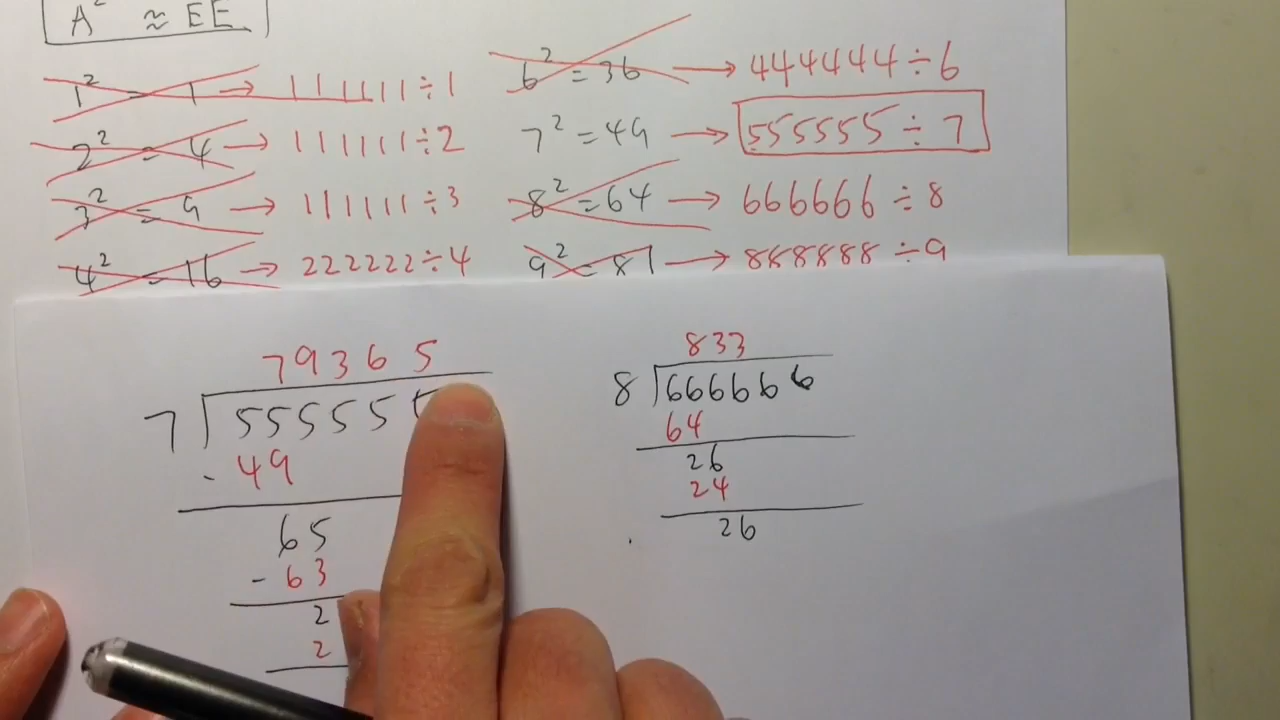 A² ≈ EE
1² = 1 → 111111÷1
2² = 4 → 111111÷2
3² = 9 → 111111÷3
4² = 16 → 222222÷4
6² = 36 → 444444÷6
7² = 49 → 555555÷7
8² = 64 → 666666÷8
9² = 81 → 888888÷9
79365
7 55555
- 49
65
- 63
2
2
833
8 666666
64
26
24
26